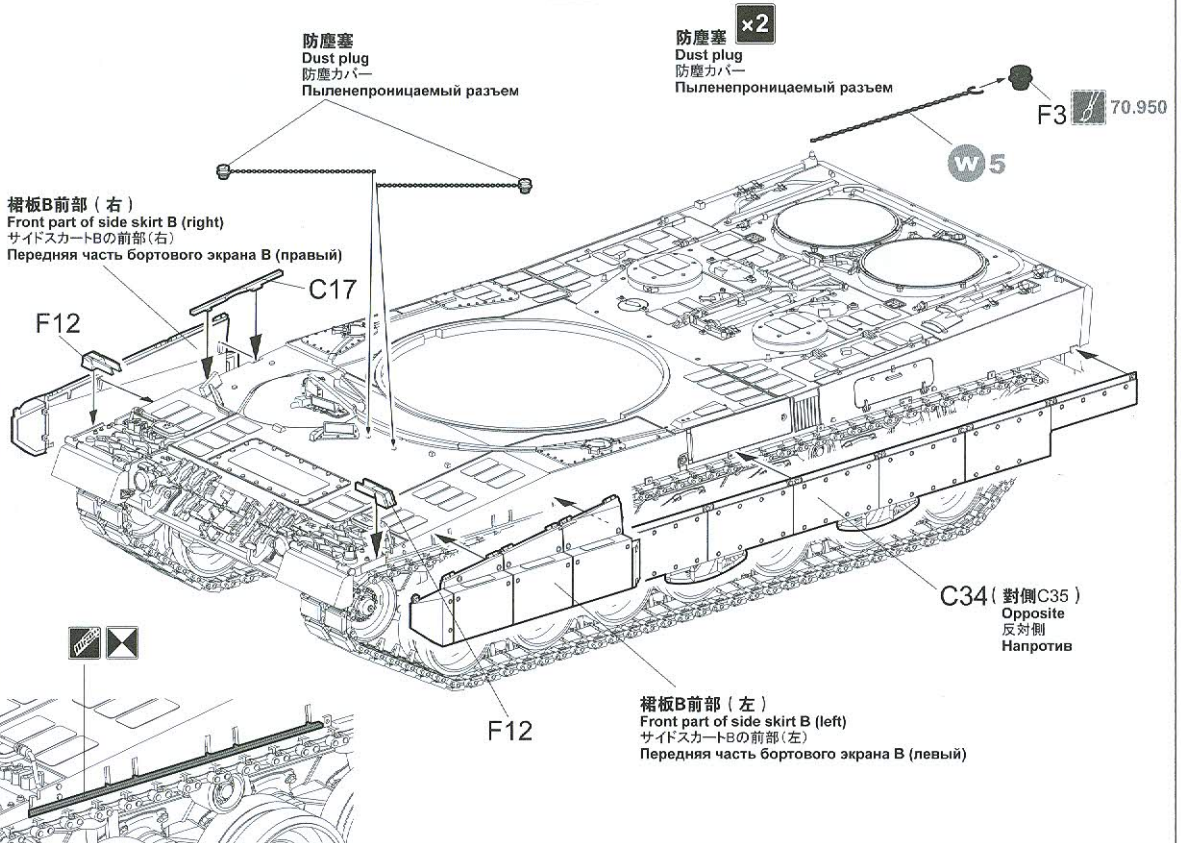 防塵塞
Dust plug
防塵カバー
Пыленепроницаемый разъем
防塵塞
×2
Dust plug
防塵カバー
Пыленепроницаемый разъем
F3
70.950
W 5
裙板B前部（右）
Front part of side skirt B (right)
サイドスカートBの前部（右）
Передняя часть бортового экрана B (правый)
C17
F12
C34（對側C35）
Opposite
反対側
Напротив
F12
裙板B前部（左）
Front part of side skirt B (left)
サイドスカートBの前部（左）
Передняя часть бортового экрана B (левый)